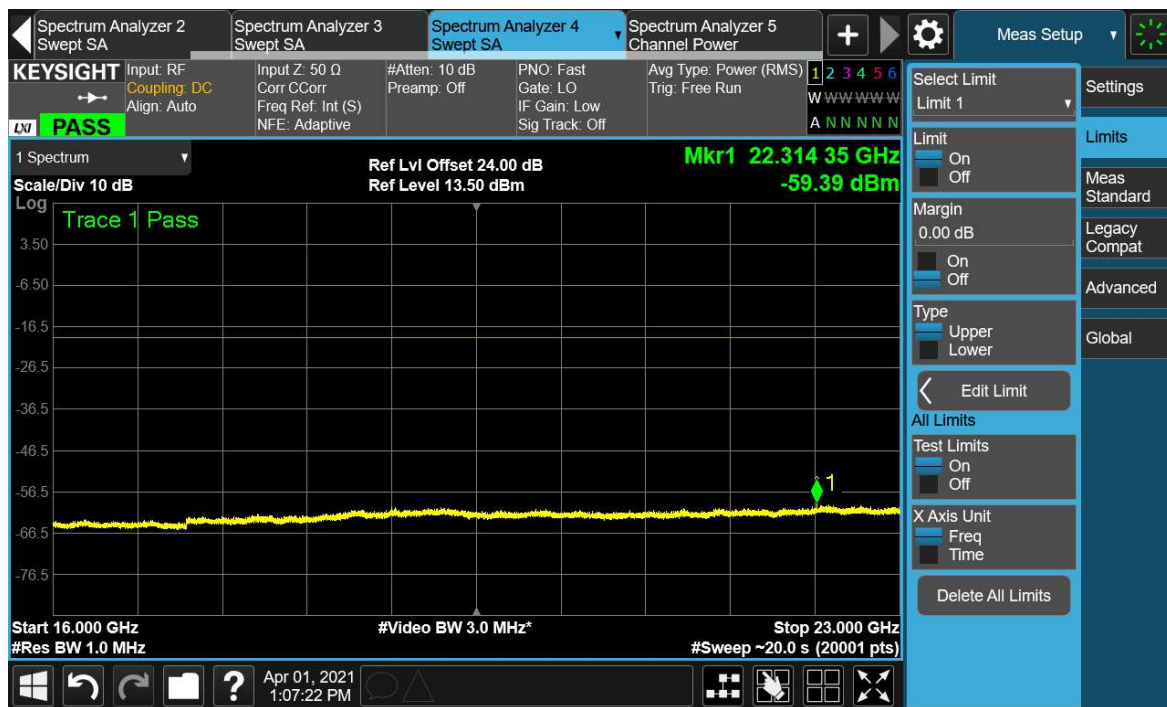 Spectrum Analyzer 2
Swept SA
Spectrum Analyzer 3
Swept SA
Spectrum Analyzer 4
Swept SA
Spectrum Analyzer 5
Channel Power
+
Meas Setup
KEYSIGHT
LXI PASS
Input: RF
Coupling: DC
Align: Auto
Input Z: 50 Ω
Corr CCorr
Freq Ref: Int (S)
NFE: Adaptive
#Atten: 10 dB
Preamp: Off
PNO: Fast
Gate: LO
IF Gain: Low
Sig Track: Off
Avg Type: Power (RMS)
Trig: Free Run
1 2 3 4 5 6
W W W W W W
A N N N N N
1 Spectrum
Scale/Div 10 dB
Log
Ref Lvl Offset 24.00 dB
Ref Level 13.50 dBm
Mkr1 22.314 35 GHz
-59.39 dBm
Trace 1 Pass
3.50
-6.50
-16.5
-26.5
-36.5
-46.5
-56.5
-66.5
-76.5
1
Start 16.000 GHz
#Res BW 1.0 MHz
#Video BW 3.0 MHz*
Stop 23.000 GHz
#Sweep ~20.0 s (20001 pts)
Select Limit
Limit 1
Limit
On
Off
Margin
0.00 dB
On
Off
Type
Upper
Lower
Edit Limit
All Limits
Test Limits
On
Off
X Axis Unit
Freq
Time
Delete All Limits
Settings
Limits
Meas
Standard
Legacy
Compat
Advanced
Global
?
Apr 01, 2021
1:07:22 PM